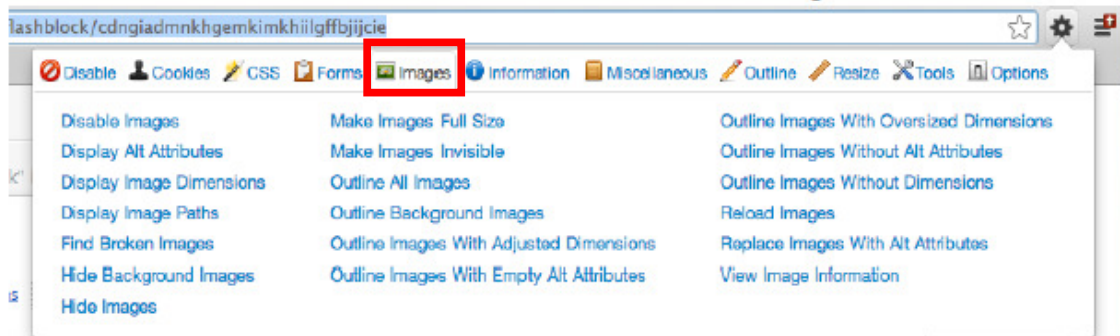 lashblock/cdngiadmnkhgemkimkhiilgffbjijcie
Disable Cookies CSS Forms Images Information Miscellaneous Outline Resize Tools Options
Disable Images
Display Alt Attributes
Display Image Dimensions
Display Image Paths
Find Broken Images
Hide Background Images
Hide Images
Make Images Full Size
Make Images Invisible
Outline All Images
Outline Background Images
Outline Images With Adjusted Dimensions
Outline Images With Empty Alt Attributes
Outline Images With Oversized Dimensions
Outline Images Without Alt Attributes
Outline Images Without Dimensions
Reload Images
Replace Images With Alt Attributes
View Image Information